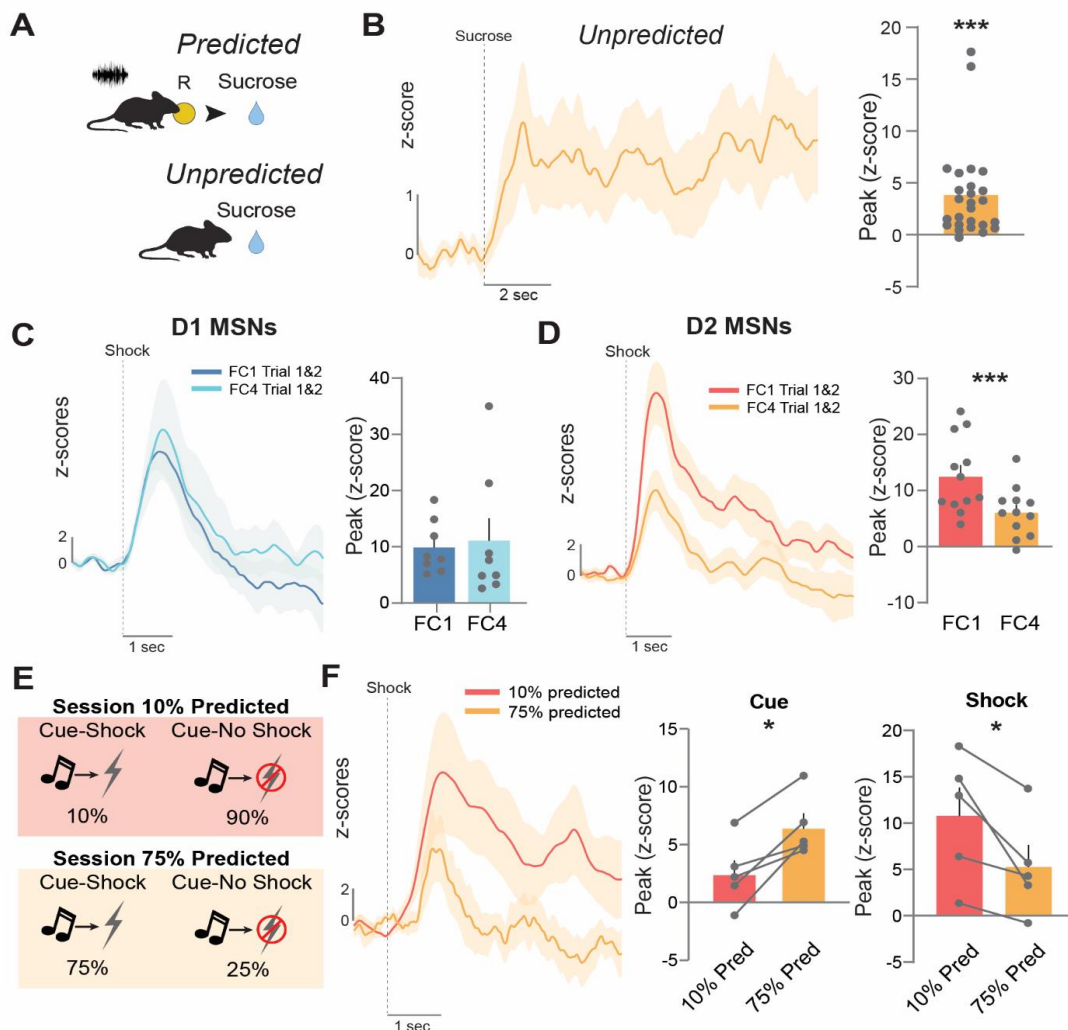 A
Predicted
R
Sucrose
Unpredicted
Sucrose
B
Sucrose
Unpredicted
z-score
1
0
2 sec
***
Peak (z-score)
20
15
10
5
0
-5
C
D1 MSNs
Shock
FC1 Trial 1&2
FC4 Trial 1&2
z-scores
2
0
1 sec
Peak (z-score)
40
30
20
10
0
FC1
FC4
D
D2 MSNs
Shock
FC1 Trial 1&2
FC4 Trial 1&2
z-scores
2
0
1 sec
***
Peak (z-score)
30
20
10
0
-10
FC1
FC4
E
Session 10% Predicted
Cue-Shock Cue-No Shock
10% 90%
Session 75% Predicted
Cue-Shock Cue-No Shock
75% 25%
F
Shock
10% predicted
75% predicted
z-scores
2
0
1 sec
Cue
*
Peak (z-score)
15
10
5
0
-5
10% Pred
75% Pred
Shock
*
Peak (z-score)
20
15
10
5
0
-5
10% Pred
75% Pred